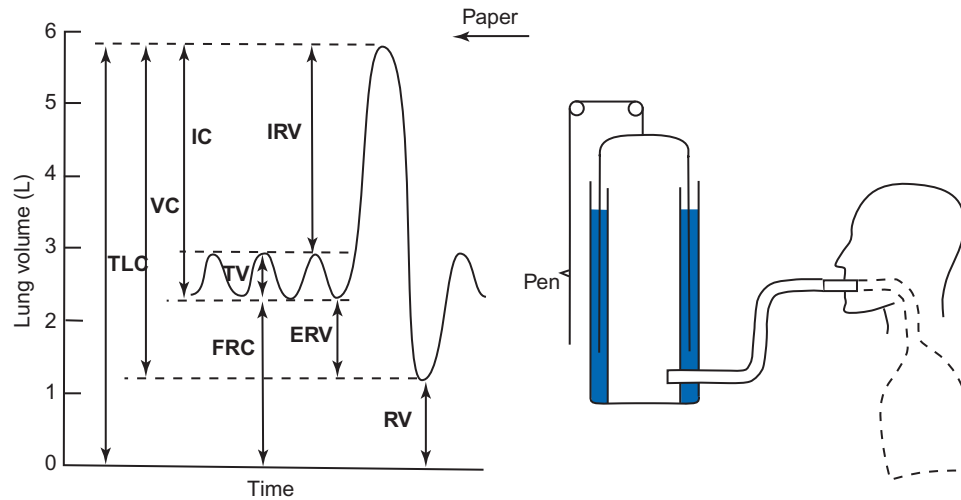 6
5
4
3
2
1
0
Lung volume (L)
Time
TLC
VC
IC
IRV
TV
FRC
ERV
RV
Paper
Pen